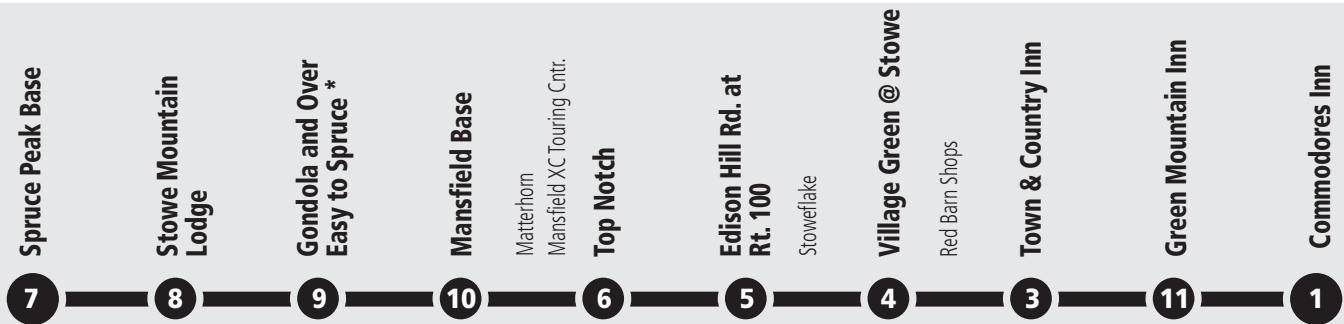 Spruce Peak Base
Stowe Mountain
Lodge
Gondola and Over
Easy to Spruce *
Mansfield Base
Matterhorn
Mansfield XC Touring Cntr.
Top Notch
Edison Hill Rd. at
Rt. 100
Stoweflake
Village Green @ Stowe
Red Barn Shops
Town & Country Inn
Green Mountain Inn
Commodores Inn
7 8 9 10 6 5 4 3 11 1